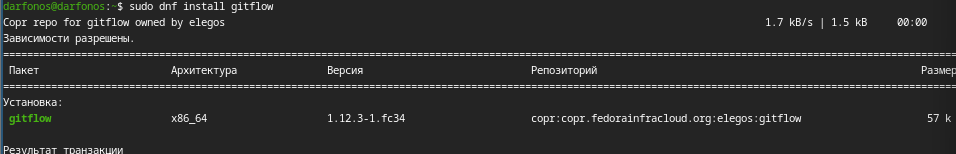 darfonos@darfonos:~$ sudo dnf install gitflow
Copr repo for gitflow owned by elegos 1.7 kB/s | 1.5 kB 00:00
Зависимости разрешены.
================================================================================
Пакет Архитектура Версия Репозиторий Размер
================================================================================
Установка:
gitflow x86_64 1.12.3-1.fc34 copr:copr.fedorainfracloud.org:elegos:gitflow 57 k
Результат транзакции